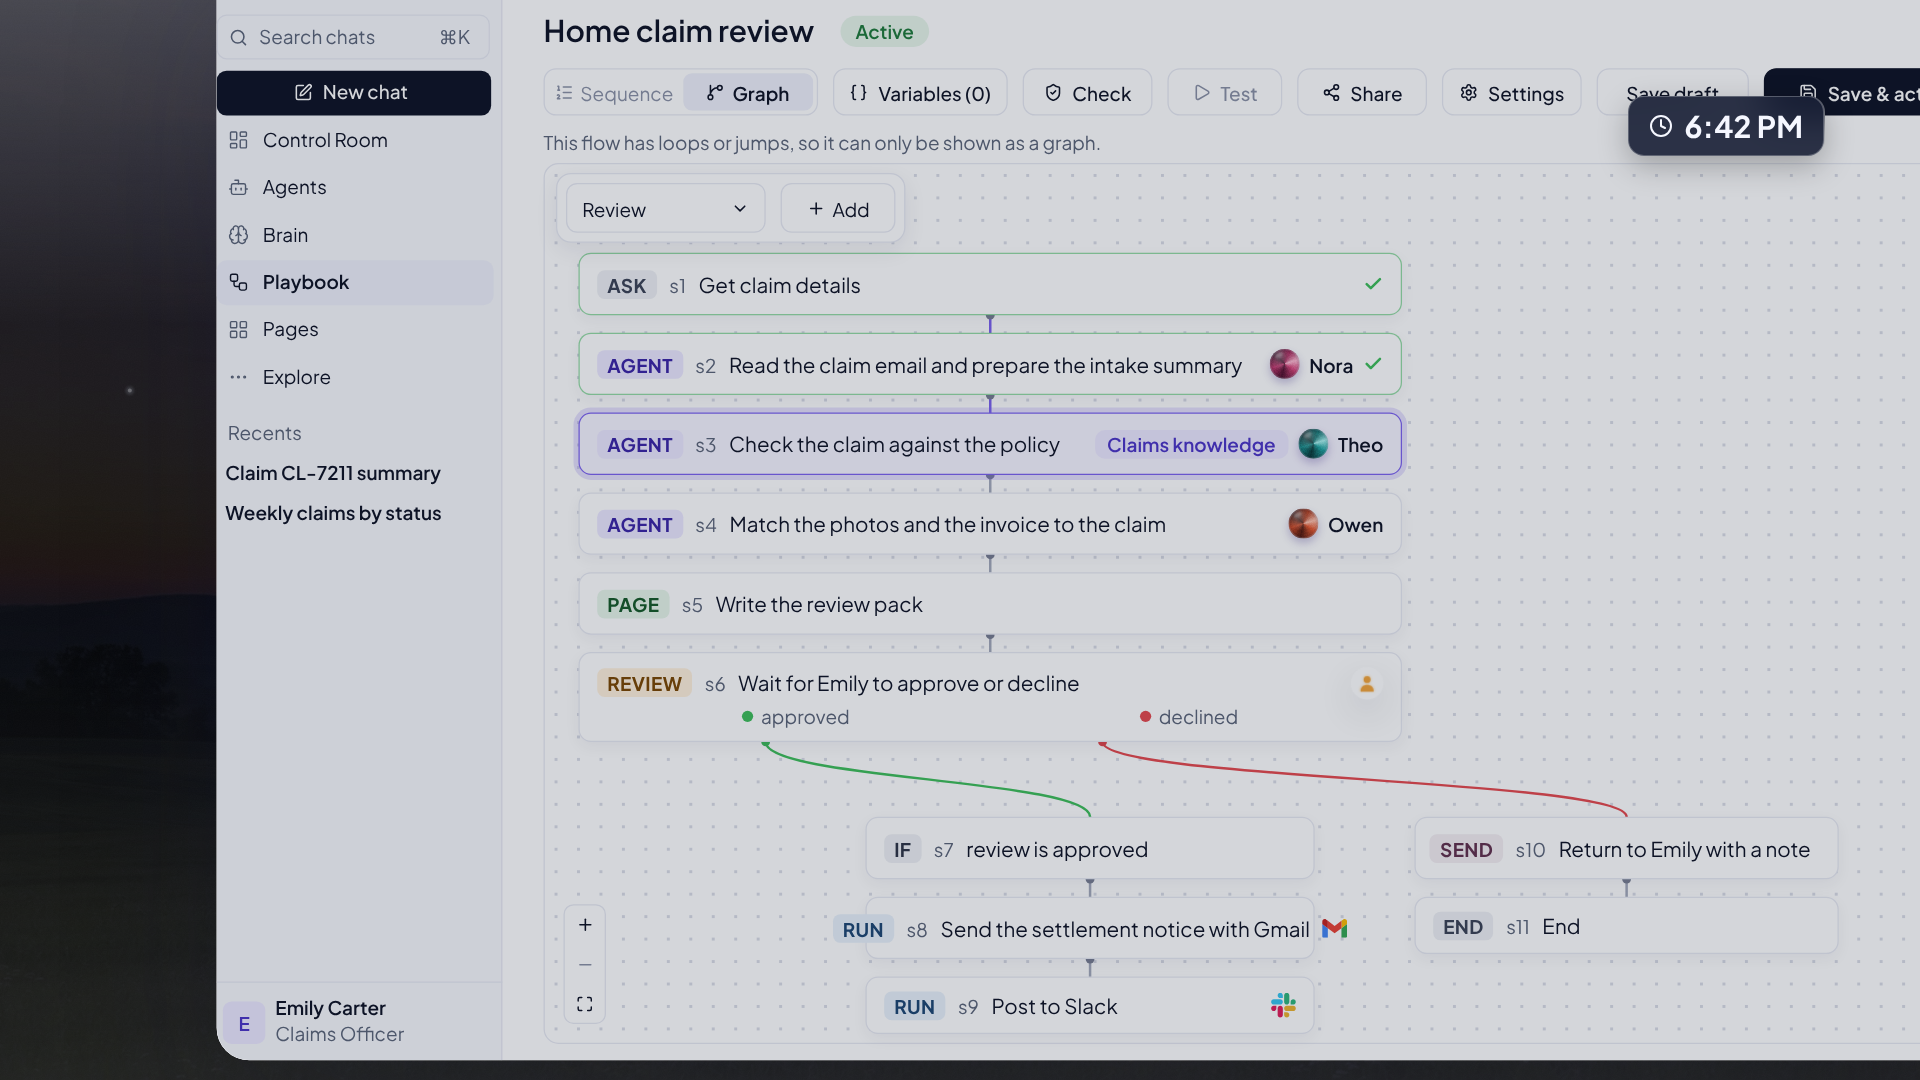 Search chats ⌘K
New chat
Control Room
Agents
Brain
Playbook
Pages
Explore
Recents
Claim CL-7211 summary
Weekly claims by status
E
Emily Carter
Claims Officer
Home claim review
Active
Sequence
Graph
Variables (0)
Check
Test
Share
Settings
Save draft
Save & act
6:42 PM
This flow has loops or jumps, so it can only be shown as a graph.
Review
+ Add
ASK s1 Get claim details
AGENT s2 Read the claim email and prepare the intake summary Nora
AGENT s3 Check the claim against the policy Claims knowledge Theo
AGENT s4 Match the photos and the invoice to the claim Owen
PAGE s5 Write the review pack
REVIEW s6 Wait for Emily to approve or decline
approved
declined
IF s7 review is approved
SEND s10 Return to Emily with a note
RUN s8 Send the settlement notice with Gmail
END s11 End
RUN s9 Post to Slack